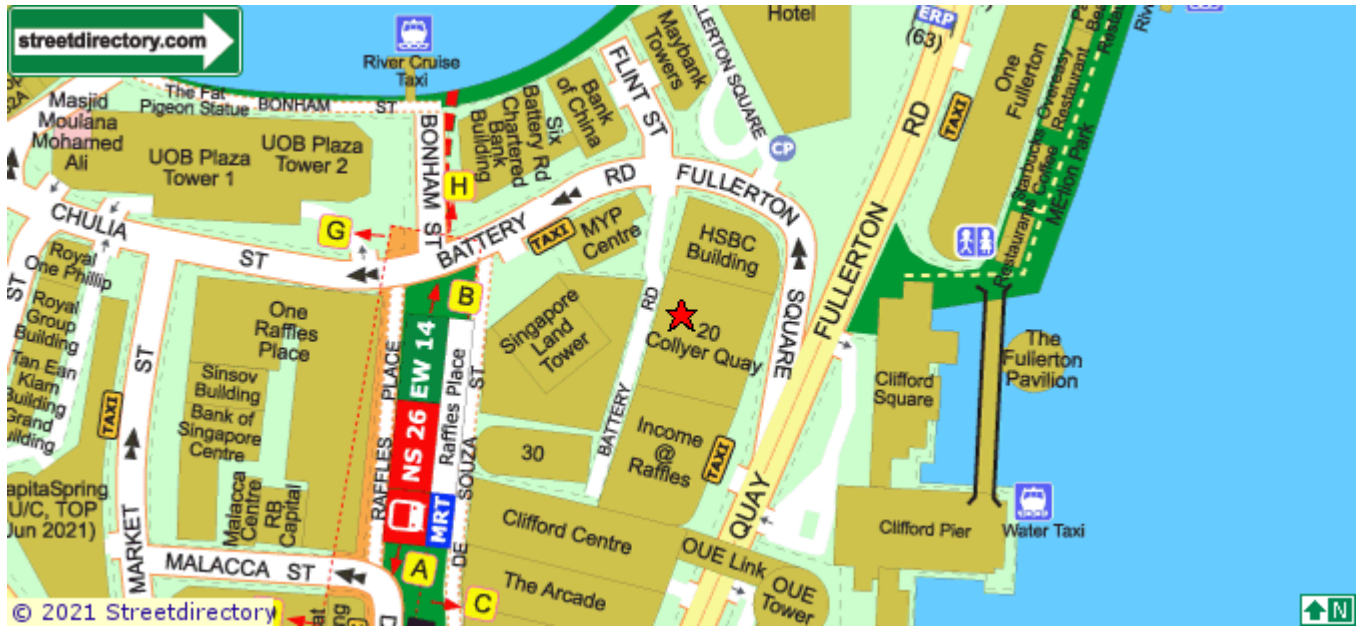 streetdirectory.com
River Cruise
Taxi
Hotel
ERP
(63)
Maybank
Towers
FULLERTON SQUARE
FLINT ST
Bank
of China
Six
Battery Rd
Chartered
Bank
Building
The Fat
Pigeon Statue
BONHAM ST
Masjid
Moulana
Mohamed
Ali
UOB Plaza
Tower 1
UOB Plaza
Tower 2
BONHAM ST
H
G
CP
One
Fullerton
TAXI
Overeasy
Restaurant
Starbucks
Coffee
Restaurants
Merlion Park
FULLERTON RD
BATTERY RD
FULLERTON SQUARE
TAXI
MYP
Centre
HSBC
Building
CHULIA ST
Royal
One Phillip
Royal
Group
Building
Tan Ean
Kiam
Building
Grand
Building
ST
One
Raffles
Place
Sinsov
Building
Bank of
Singapore
Centre
Malacca
Centre
RB
Capital
TAXI
MARKET ST
B
Singapore
Land
Tower
BATTERY RD
20
Collyer Quay
Income
@
Raffles
TAXI
FULLERTON
QUAY
Clifford
Square
The
Fullerton
Pavilion
RAFFLES PLACE
NS 26 EW 14
MRT
Raffles Place
DE SOUZA ST
30
apitaSpring
U/C, TOP
Jun 2021)
MALACCA ST
A
C
Clifford Centre
The Arcade
OUE Link
OUE
Tower
Clifford Pier
Water Taxi
© 2021 Streetdirectory
N